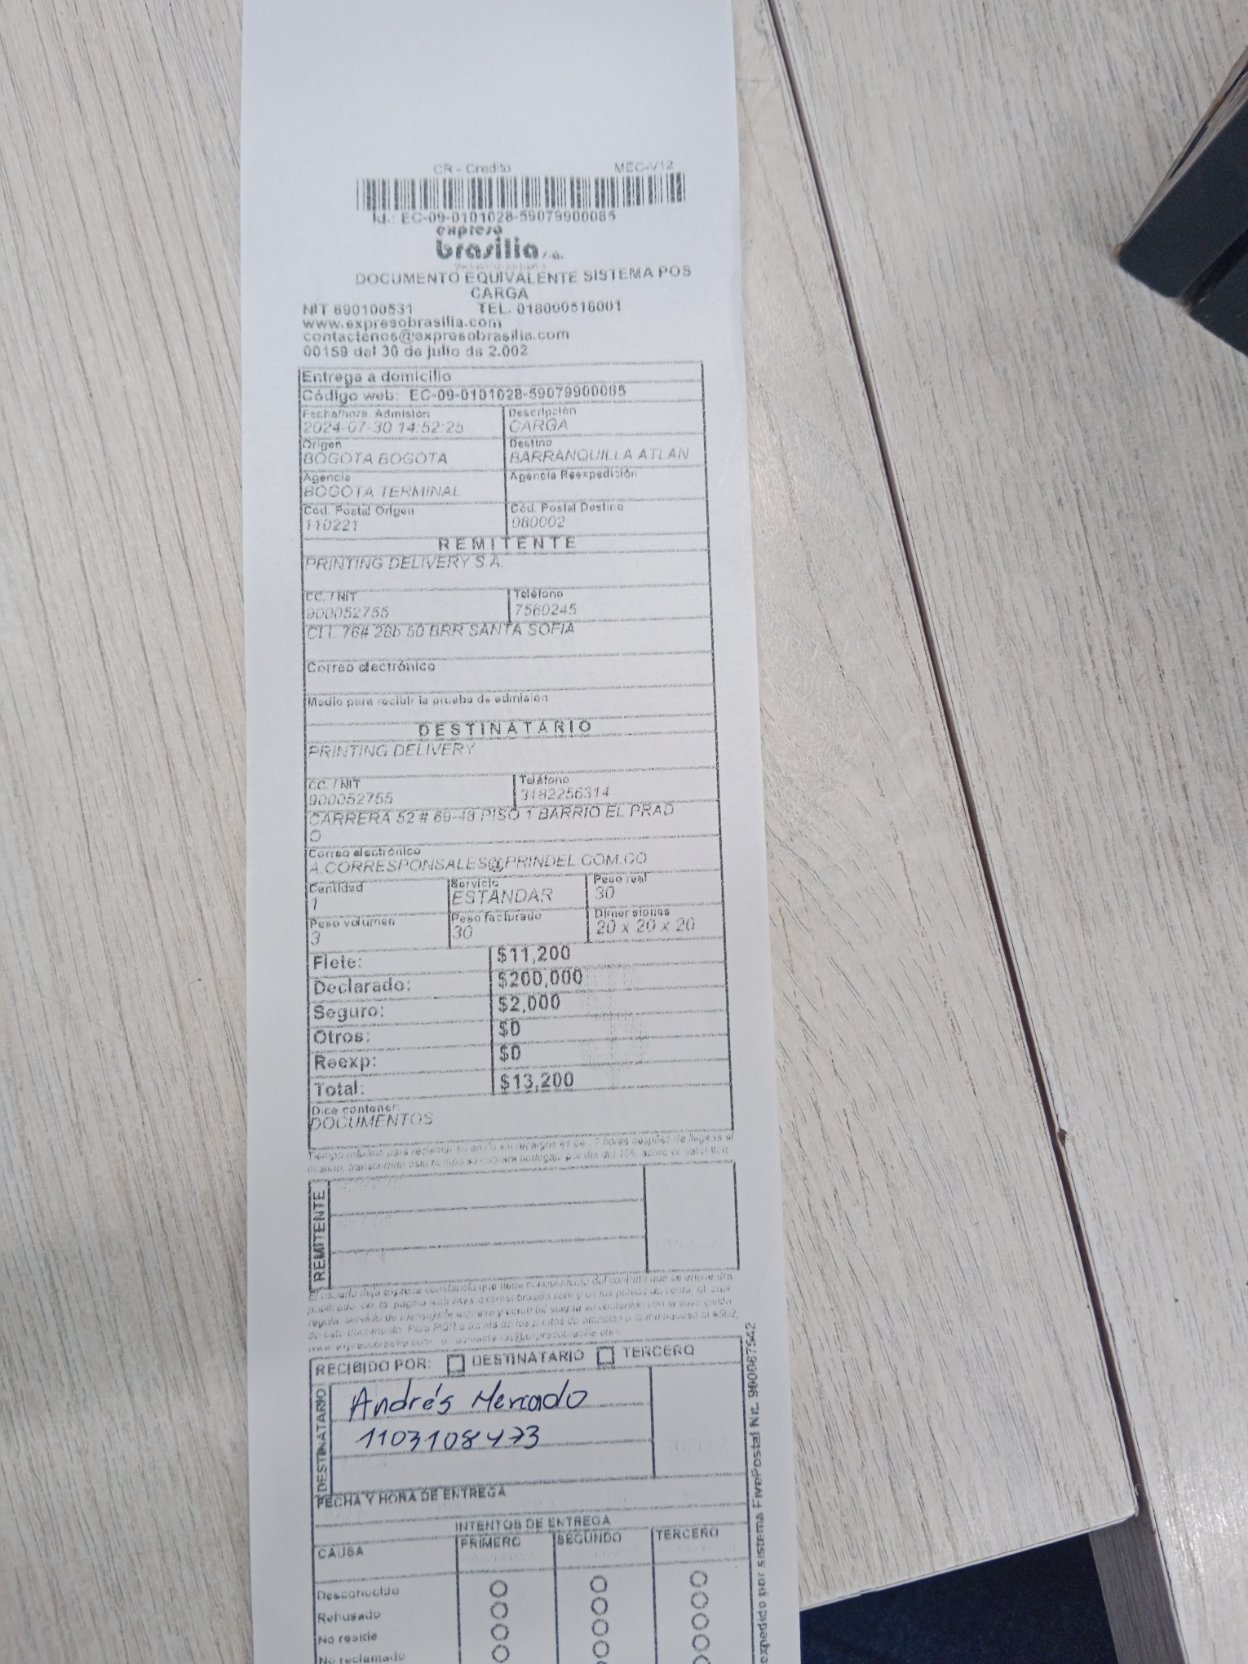 CR - Credito MEC-V12
Id.: EC-09-0101028-59079900085
expreso
brasilia s.a.
DOCUMENTO EQUIVALENTE SISTEMA POS
CARGA
NIT 890100531 TEL. 018000518001
www.expresobrasilia.com
contactenos@expresobrasilia.com
00159 del 30 de julio de 2.002
Entrega a domicilio
Código web: EC-09-0101028-59079900085
Fecha/hora Admisión Descripción
2024-07-30 14:52:25 CARGA
Origen Destino
BOGOTA BOGOTA BARRANQUILLA ATLAN
Agencia Agencia Reexpedición
BOGOTA TERMINAL
Cód. Postal Origen Cód. Postal Destino
110221 080002
REMITENTE
PRINTING DELIVERY S.A.
CC. / NIT Teléfono
900052755 7560245
CLL 76# 28b 50 BRR SANTA SOFIA
Correo electrónico
Medio para recibir la prueba de admisión
DESTINATARIO
PRINTING DELIVERY
CC. / NIT Teléfono
900052755 3182256314
CARRERA 52 # 69-48 PISO 1 BARRIO EL PRAD
O
Correo electrónico
A.CORRESPONSALES@PRINDEL.COM.CO
Cantidad Servicio Peso real
1 ESTANDAR 30
Peso volumen Peso facturado Dimensiones
3 30 20 x 20 x 20
Flete: $11,200
Declarado: $200,000
Seguro: $2,000
Otros: $0
Reexp: $0
Total: $13,200
Dice contener:
DOCUMENTOS
REMITENTE
RECIBIDO POR: DESTINATARIO TERCERO
DESTINATARIO
Andrés Mercado
1103108473
FECHA Y HORA DE ENTREGA
INTENTOS DE ENTREGA
CAUSA PRIMERO SEGUNDO TERCERO
Desconocido
Rehusado
No reside
No reclamado
expedido por sistema FivePostal Nit. 900087542